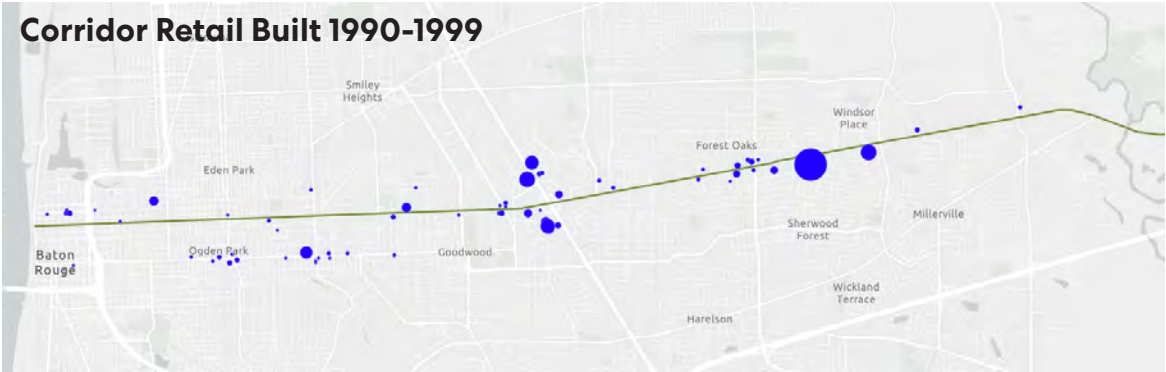 Corridor Retail Built 1990-1999
Smiley
Heights
Windsor
Place
Forest Oaks
Eden Park
Sherwood
Forest
Millerville
Baton
Rouge
Ogden Park
Goodwood
Wickland
Terrace
Harelson